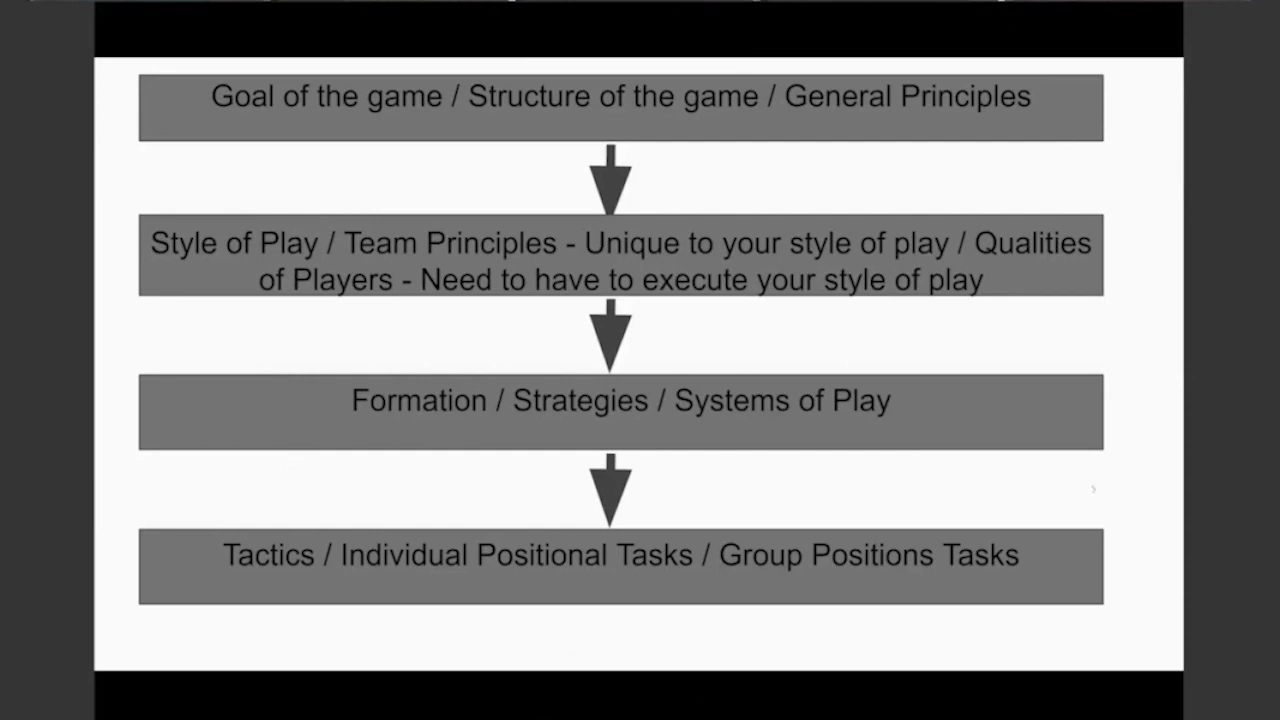 Goal of the game / Structure of the game / General Principles
Style of Play / Team Principles - Unique to your style of play / Qualities
of Players - Need to have to execute your style of play
Formation / Strategies / Systems of Play
Tactics / Individual Positional Tasks / Group Positions Tasks